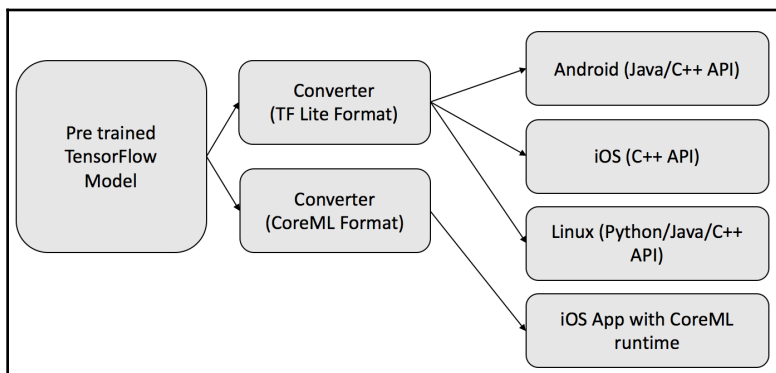 Pre trained
TensorFlow
Model
Converter
(TF Lite Format)
Converter
(CoreML Format)
Android (Java/C++ API)
iOS (C++ API)
Linux (Python/Java/C++
API)
iOS App with CoreML
runtime